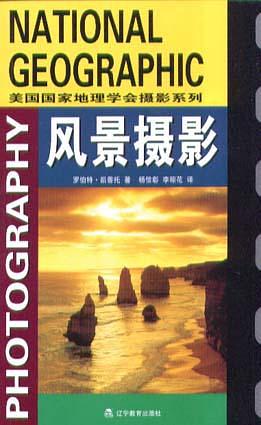 NATIONAL
GEOGRAPHIC
美国国家地理学会摄影系列
PHOTOGRAPHY
风景摄影
罗伯特·凯普托 著 杨信彰 李晖花 译
辽宁教育出版社